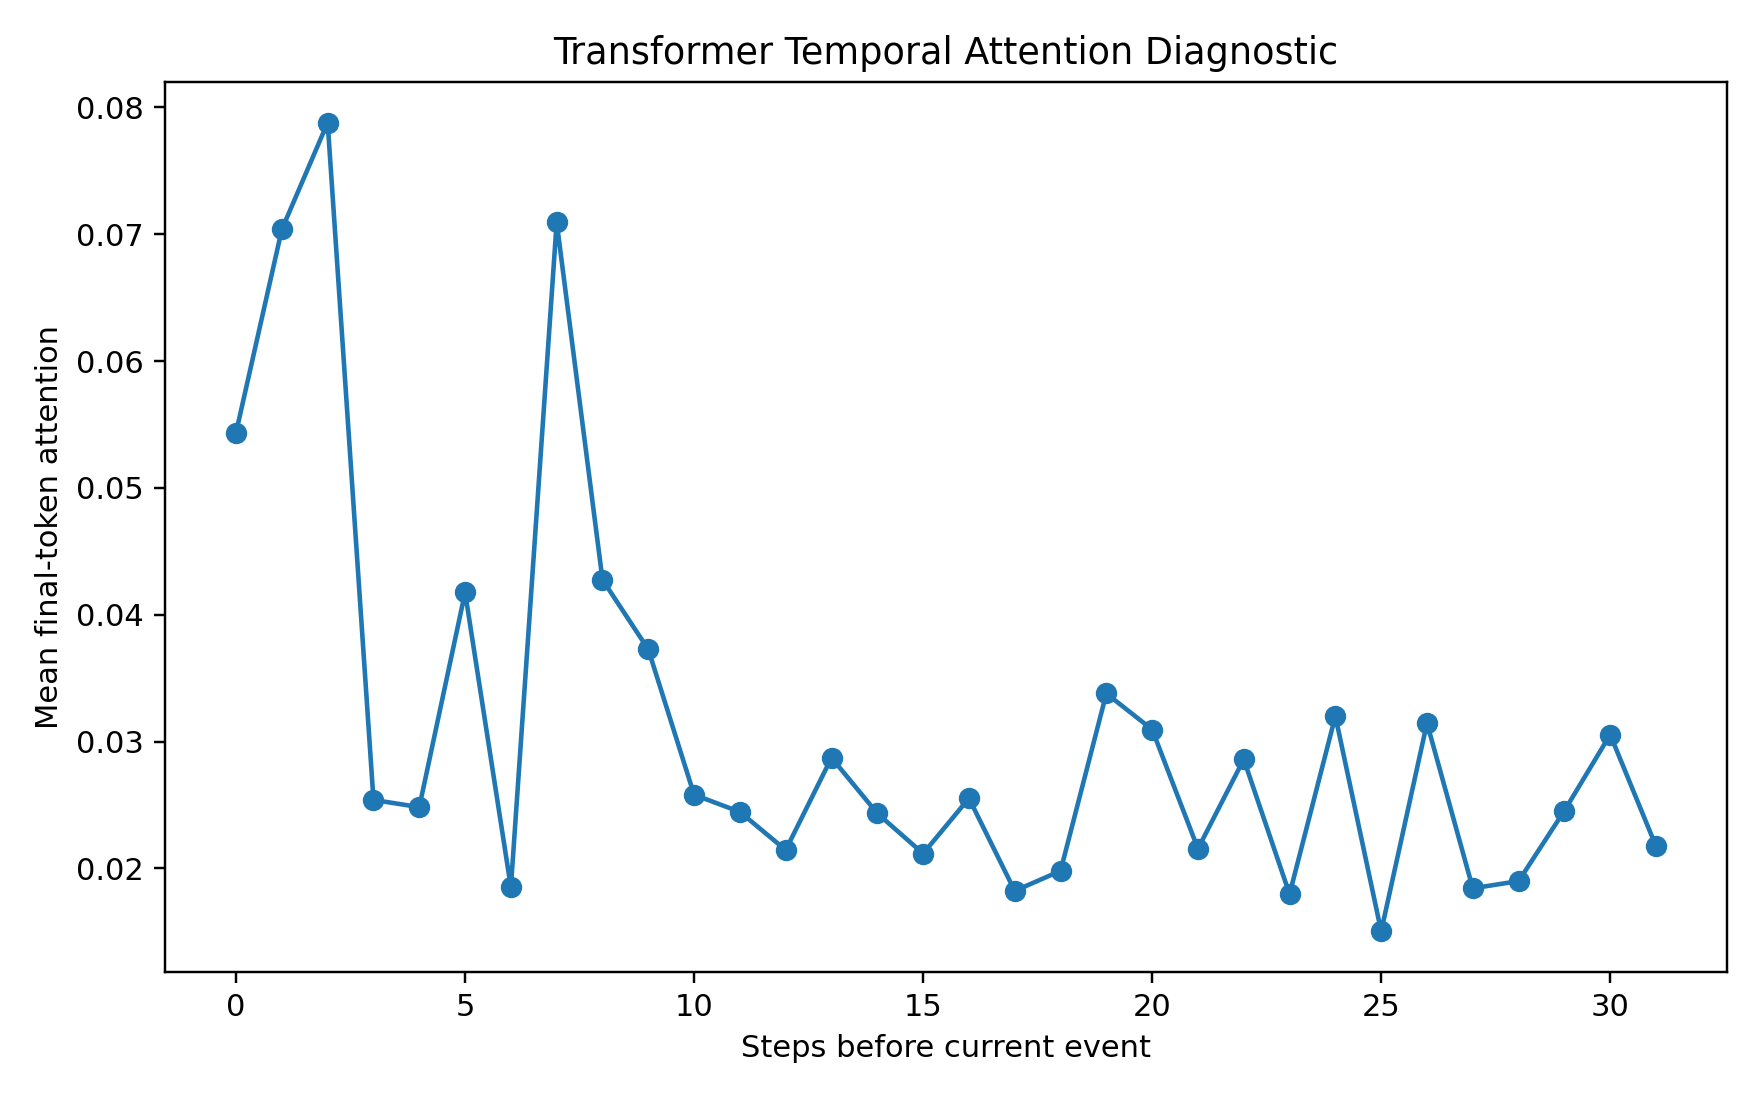 Transformer Temporal Attention Diagnostic
Mean final-token attention
0.08
0.07
0.06
0.05
0.04
0.03
0.02
0 5 10 15 20 25 30
Steps before current event